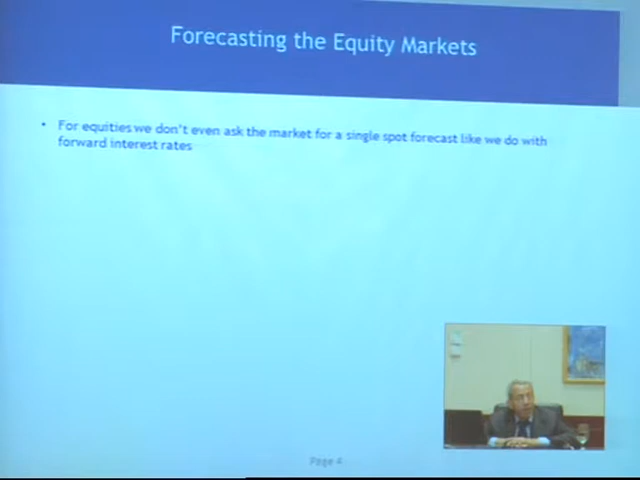 Forecasting the Equity Markets
• For equities we don't even ask the market for a single spot forecast like we do with
forward interest rates
Page 4